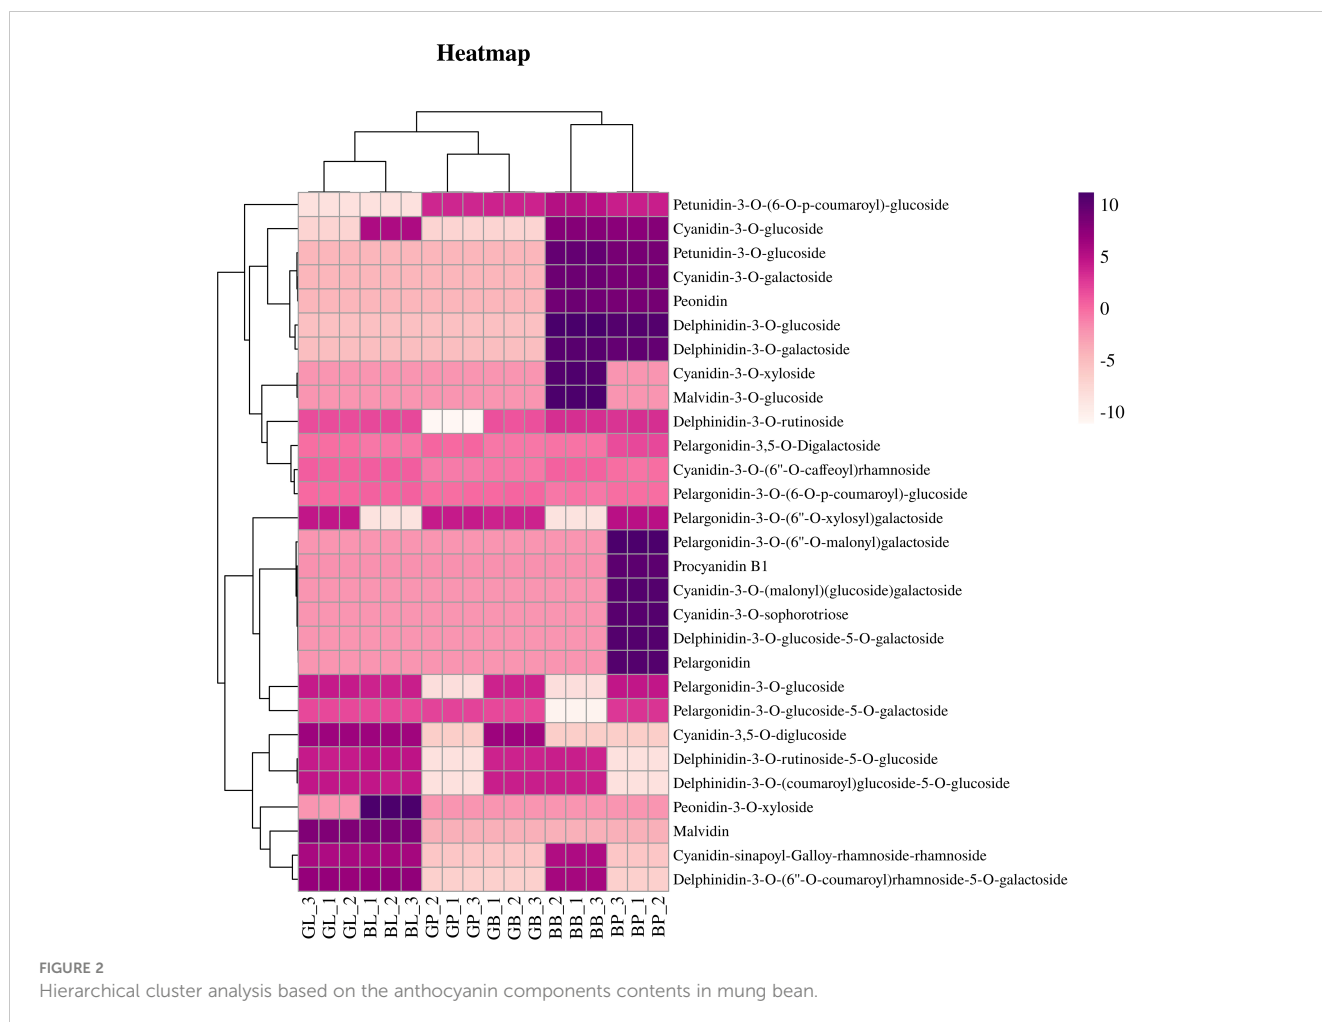 Heatmap
Petunidin-3-O-(6-O-p-coumaroyl)-glucoside
Cyanidin-3-O-glucoside
Petunidin-3-O-glucoside
Cyanidin-3-O-galactoside
Peonidin
Delphinidin-3-O-glucoside
Delphinidin-3-O-galactoside
Cyanidin-3-O-xyloside
Malvidin-3-O-glucoside
Delphinidin-3-O-rutinoside
Pelargonidin-3,5-O-Digalactoside
Cyanidin-3-O-(6"-O-caffeoyl)rhamnoside
Pelargonidin-3-O-(6-O-p-coumaroyl)-glucoside
Pelargonidin-3-O-(6"-O-xylosyl)galactoside
Pelargonidin-3-O-(6"-O-malonyl)galactoside
Procyanidin B1
Cyanidin-3-O-(malonyl)(glucoside)galactoside
Cyanidin-3-O-sophorotriose
Delphinidin-3-O-glucoside-5-O-galactoside
Pelargonidin
Pelargonidin-3-O-glucoside
Pelargonidin-3-O-glucoside-5-O-galactoside
Cyanidin-3,5-O-diglucoside
Delphinidin-3-O-rutinoside-5-O-glucoside
Delphinidin-3-O-(coumaroyl)glucoside-5-O-glucoside
Peonidin-3-O-xyloside
Malvidin
Cyanidin-sinapoyl-Galloy-rhamnoside-rhamnoside
Delphinidin-3-O-(6"-O-coumaroyl)rhamnoside-5-O-galactoside
10
5
0
-5
-10
GL_3
GL_1
GL_2
BL_1
BL_2
BL_3
GP_2
GP_1
GP_3
GB_1
GB_2
GB_3
BB_2
BB_1
BB_3
BP_3
BP_1
BP_2
FIGURE 2
Hierarchical cluster analysis based on the anthocyanin components contents in mung bean.